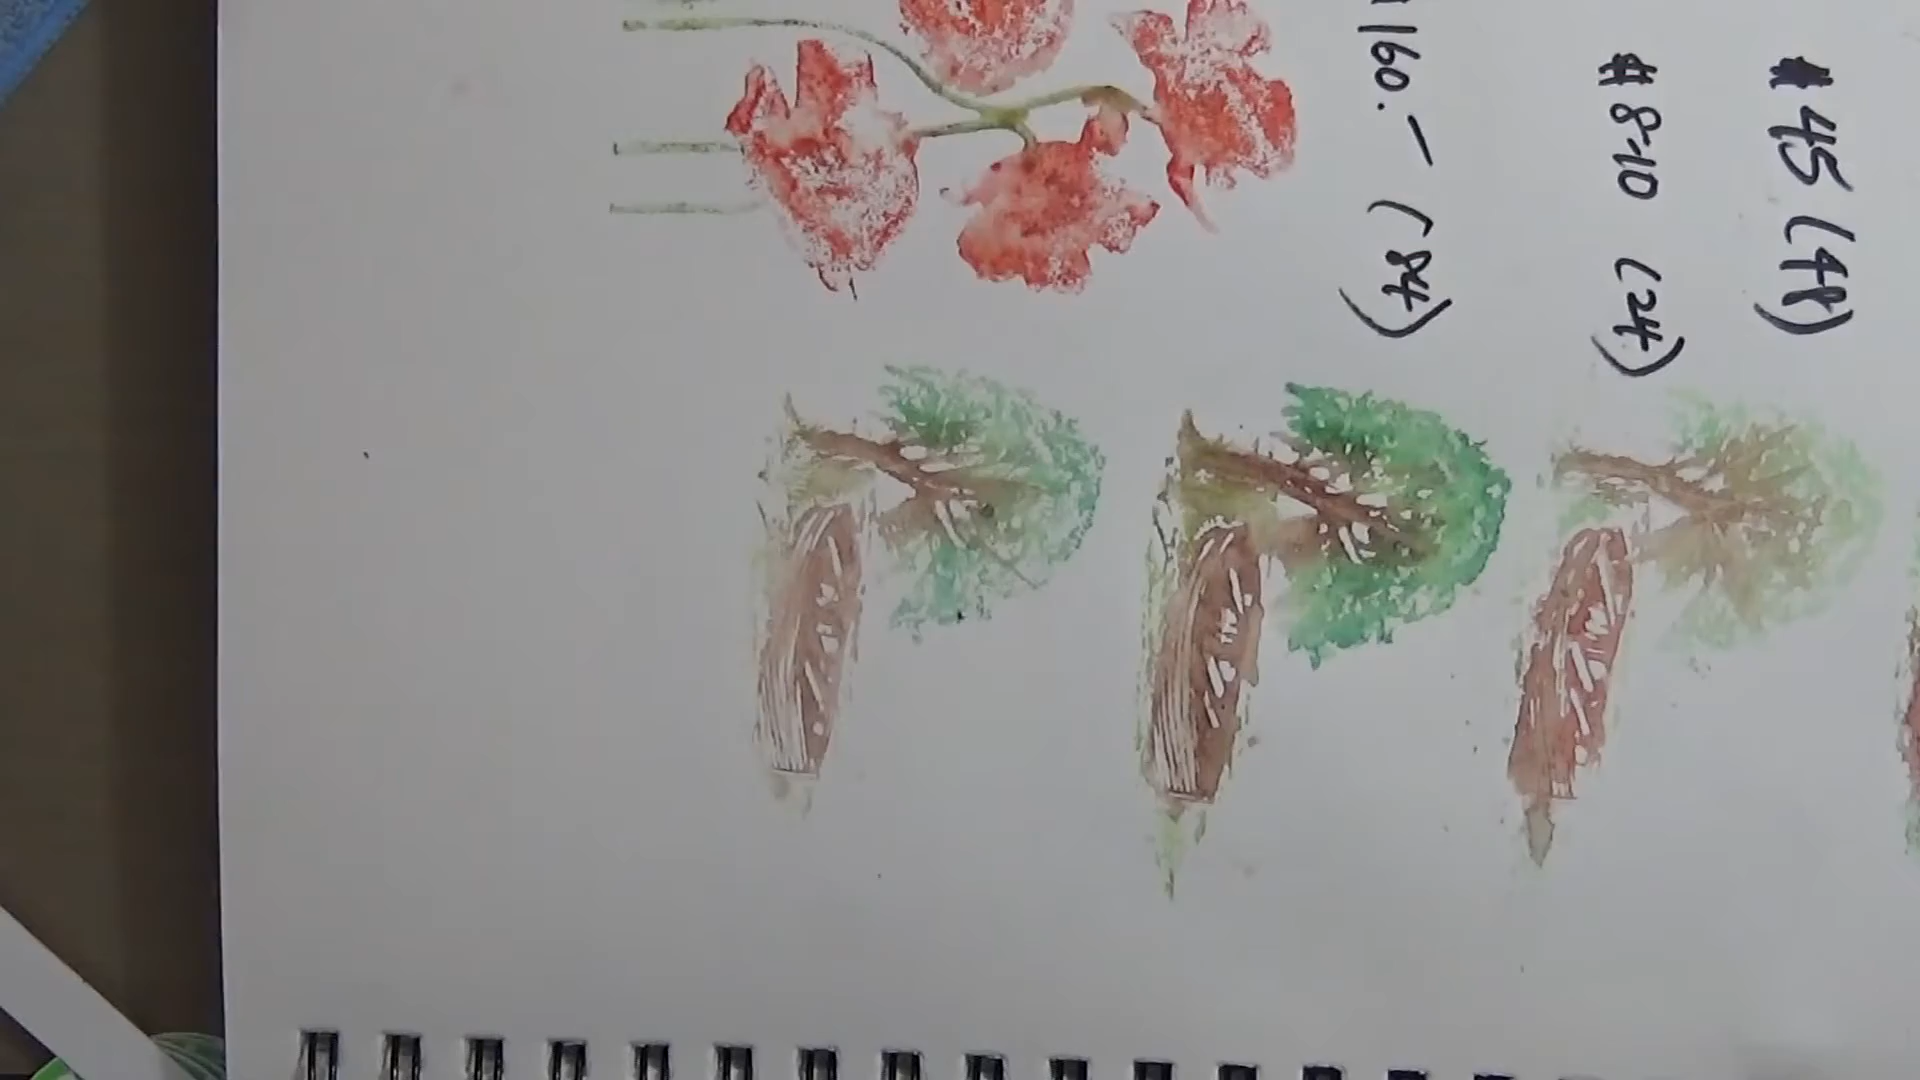 # 45 (48)
# 8-10 (24)
160.- (84)